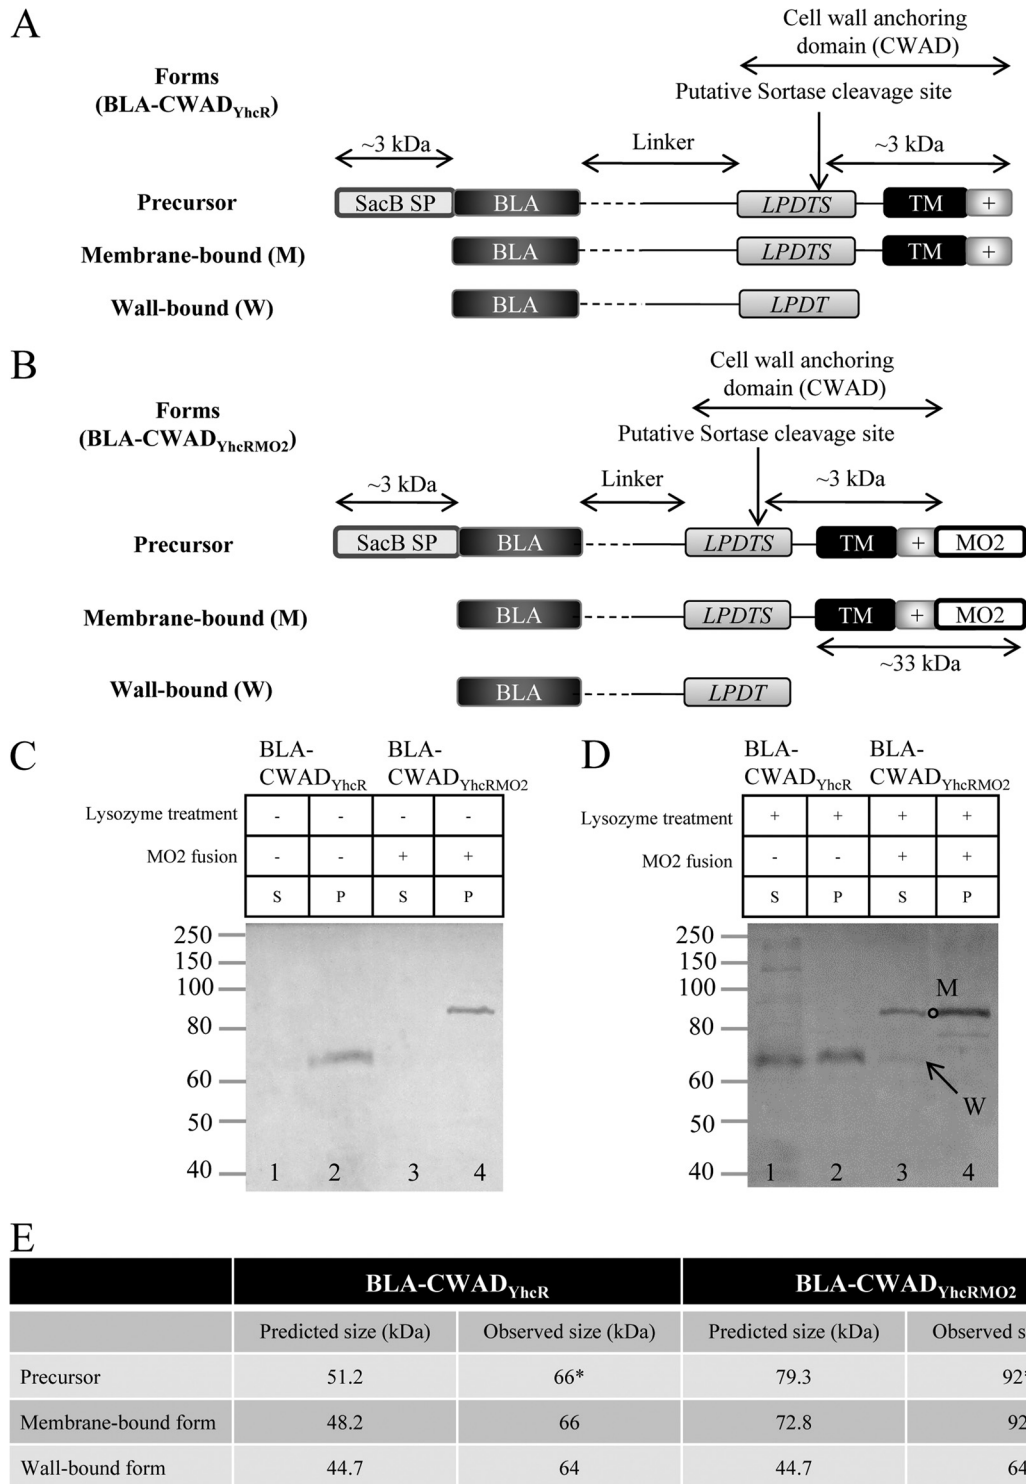 A
Cell wall anchoring
domain (CWAD)
Forms
(BLA-CWADYhcR)
Putative Sortase cleavage site
~3 kDa
Linker
~3 kDa
Precursor
SacB SP
BLA
LPDTS
TM
+
Membrane-bound (M)
BLA
LPDTS
TM
+
Wall-bound (W)
BLA
LPDT
B
Cell wall anchoring
domain (CWAD)
Forms
(BLA-CWADYhcRMO2)
Putative Sortase cleavage site
~3 kDa
Linker
~3 kDa
Precursor
SacB SP
BLA
LPDTS
TM
+
MO2
Membrane-bound (M)
BLA
LPDTS
TM
+
MO2
~33 kDa
Wall-bound (W)
BLA
LPDT
C
BLA-
CWADYhcR
BLA-
CWADYhcRMO2
Lysozyme treatment
- - - -
MO2 fusion
- - + +
S P S P
250
150
100
80
60
50
40
1 2 3 4
D
BLA-
CWADYhcR
BLA-
CWADYhcRMO2
Lysozyme treatment
+ + + +
MO2 fusion
- - + +
S P S P
250
150
100
80
60
50
40
M
W
1 2 3 4
E
BLA-CWADYhcR BLA-CWADYhcRMO2
Predicted size (kDa) Observed size (kDa) Predicted size (kDa) Observed s
Precursor 51.2 66* 79.3 92*
Membrane-bound form 48.2 66 72.8 92
Wall-bound form 44.7 64 44.7 64